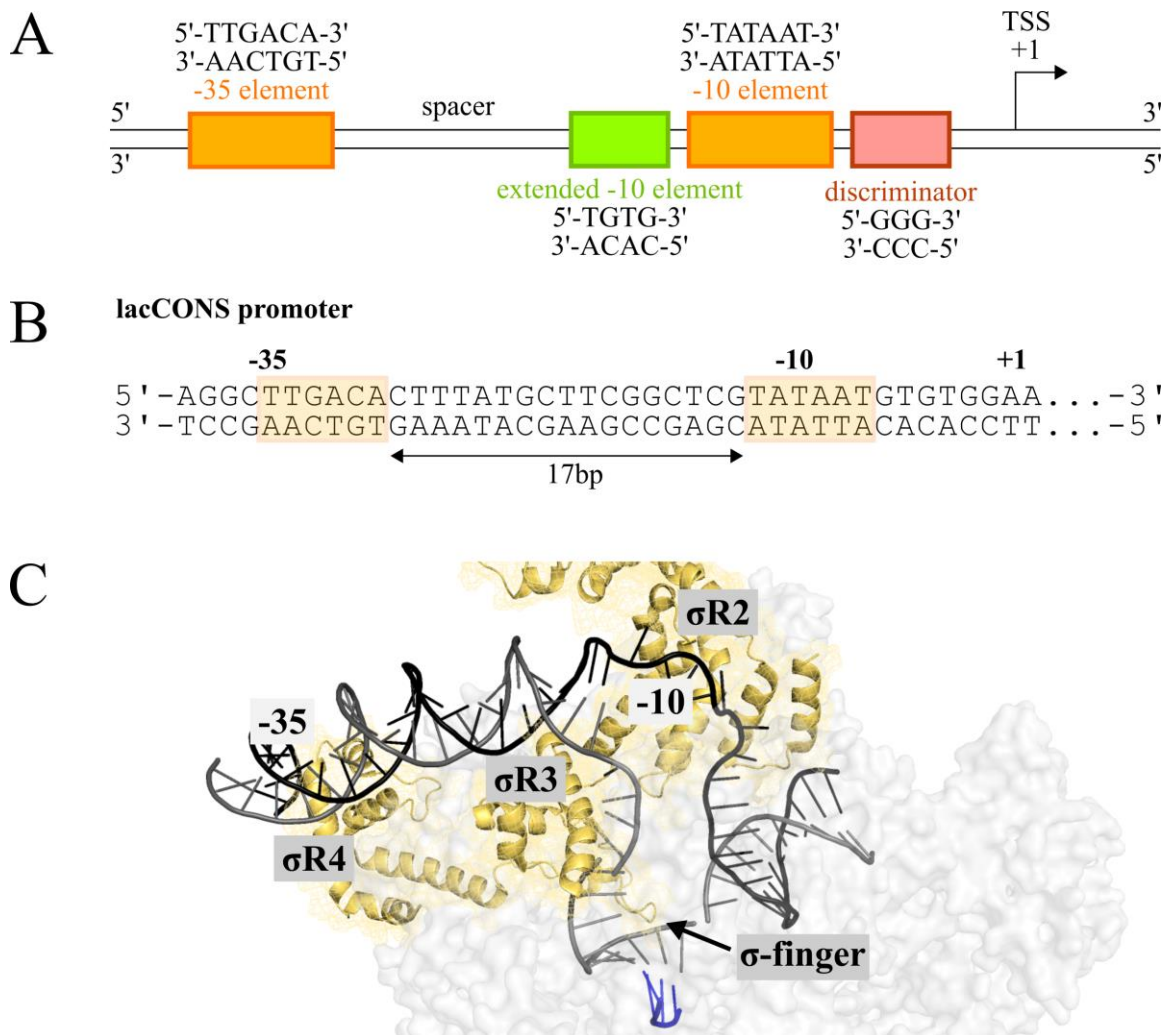 A
5'-TTGACA-3'
3'-AACTGT-5'
-35 element
spacer
5'-TATAAT-3'
3'-ATATTA-5'
-10 element
TSS
+1
5'
3'
3'
5'
extended -10 element
5'-TGTG-3'
3'-ACAC-5'
discriminator
5'-GGG-3'
3'-CCC-5'
B
lacCONS promoter
-35 -10 +1
5'-AGGCTTGACACTTTATGCTTCGGCTCGTATAATGTGTGGAA...-3'
3'-TCCGAACTGTGAAATACGAAGCCGAGCATATTACACACCTT...-5'
17bp
C
σR2
-10
-35
σR3
σR4
σ-finger